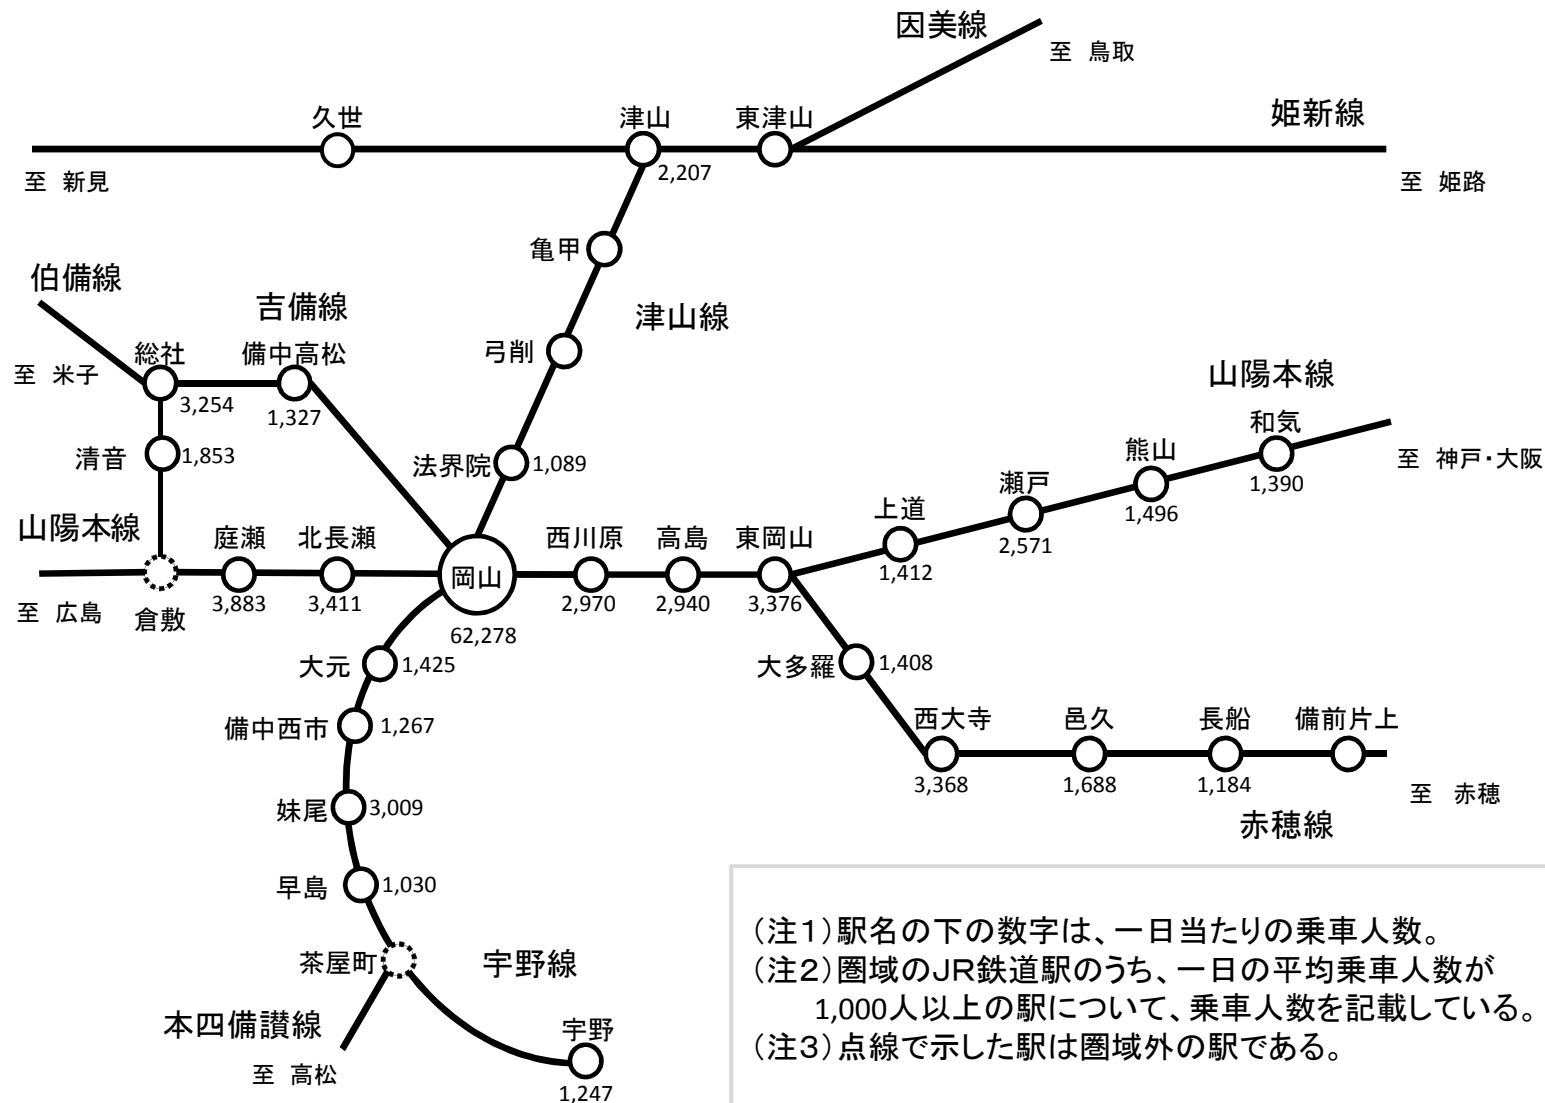 因美線
至 鳥取
久世
津山
東津山
姫新線
2,207
至 新見
至 姫路
亀甲
伯備線
吉備線
津山線
総社
備中高松
弓削
至 米子
3,254
1,327
山陽本線
和気
清音
1,853
法界院
1,089
熊山
1,390
至 神戸・大阪
瀬戸
1,496
上道
2,571
山陽本線
庭瀬
北長瀬
岡山
西川原
高島
東岡山
1,412
至 広島
倉敷
3,883
3,411
62,278
2,970
2,940
3,376
大元
1,425
大多羅
1,408
備中西市
1,267
西大寺
邑久
長船
備前片上
3,368
1,688
1,184
至 赤穂
妹尾
3,009
赤穂線
早島
1,030
茶屋町
宇野線
本四備讃線
至 高松
宇野
1,247
(注1)駅名の下の数字は、一日当たりの乗車人数。
(注2)圏域のJR鉄道駅のうち、一日の平均乗車人数が
1,000人以上の駅について、乗車人数を記載している。
(注3)点線で示した駅は圏域外の駅である。